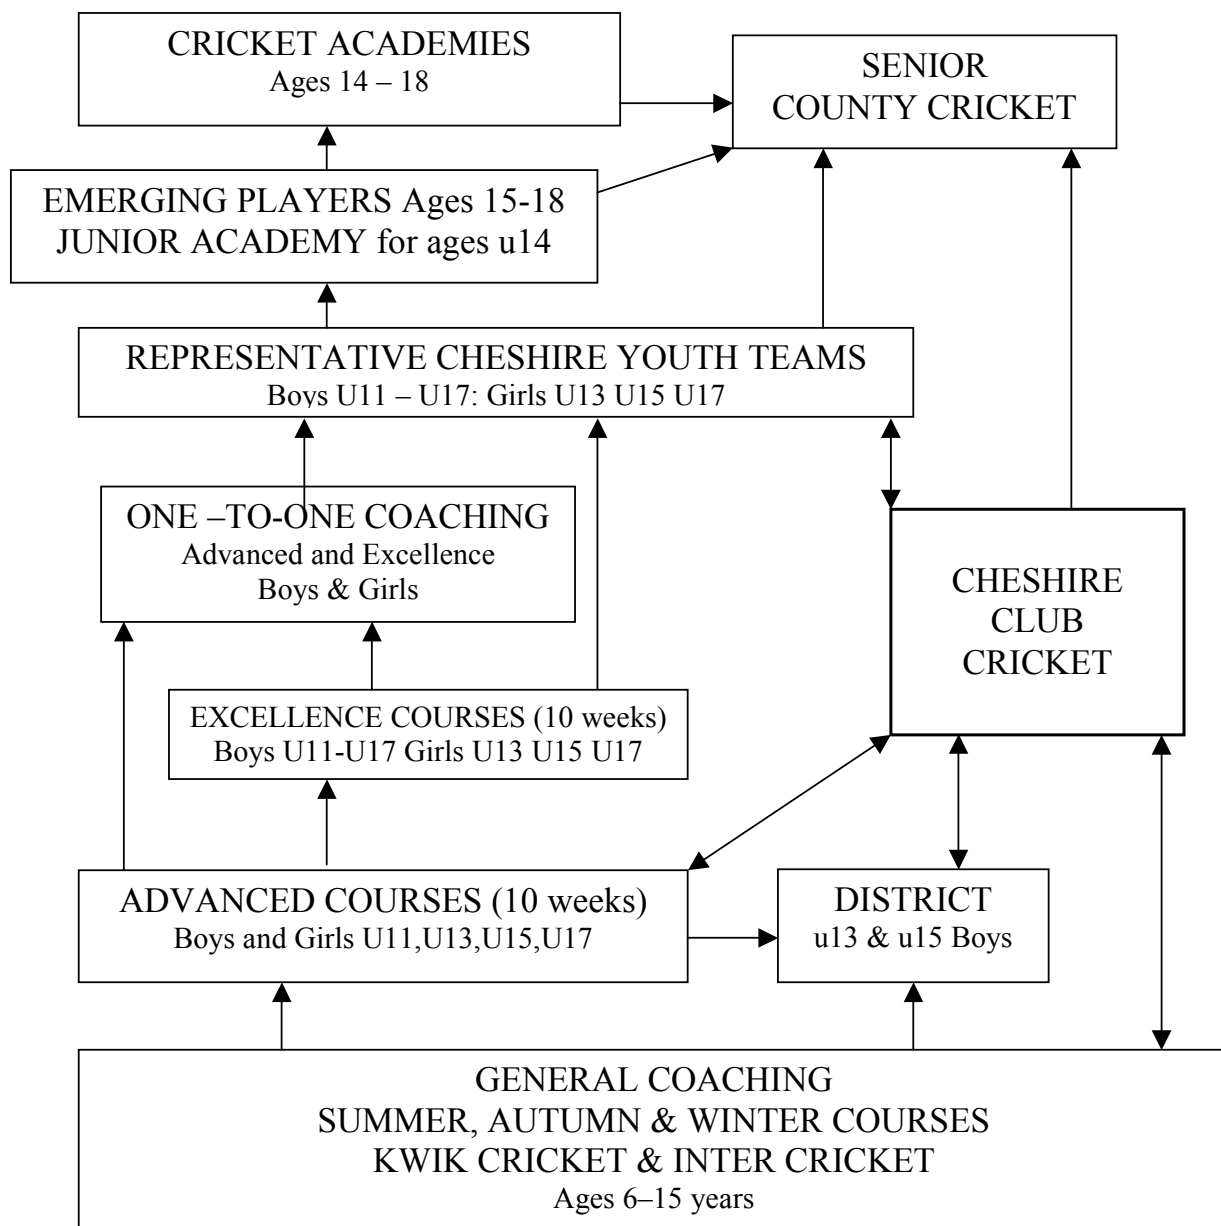 CRICKET ACADEMIES
Ages 14 – 18
SENIOR
COUNTY CRICKET
EMERGING PLAYERS Ages 15-18
JUNIOR ACADEMY for ages u14
REPRESENTATIVE CHESHIRE YOUTH TEAMS
Boys U11 – U17: Girls U13 U15 U17
ONE –TO-ONE COACHING
Advanced and Excellence
Boys & Girls
CHESHIRE
CLUB
CRICKET
EXCELLENCE COURSES (10 weeks)
Boys U11-U17 Girls U13 U15 U17
ADVANCED COURSES (10 weeks)
Boys and Girls U11,U13,U15,U17
DISTRICT
u13 & u15 Boys
GENERAL COACHING
SUMMER, AUTUMN & WINTER COURSES
KWIK CRICKET & INTER CRICKET
Ages 6–15 years